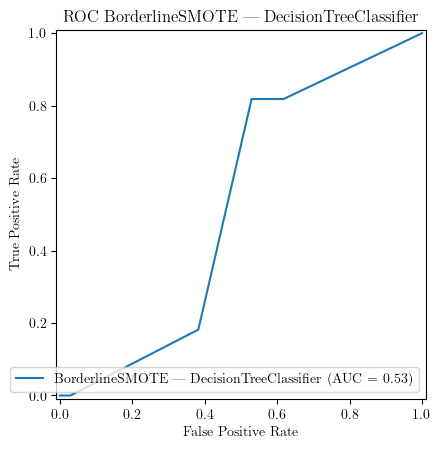 ROC BorderlineSMOTE — DecisionTreeClassifier
1.0
0.8
0.6
0.4
0.2
0.0
True Positive Rate
BorderlineSMOTE — DecisionTreeClassifier (AUC = 0.53)
0.0 0.2 0.4 0.6 0.8 1.0
False Positive Rate